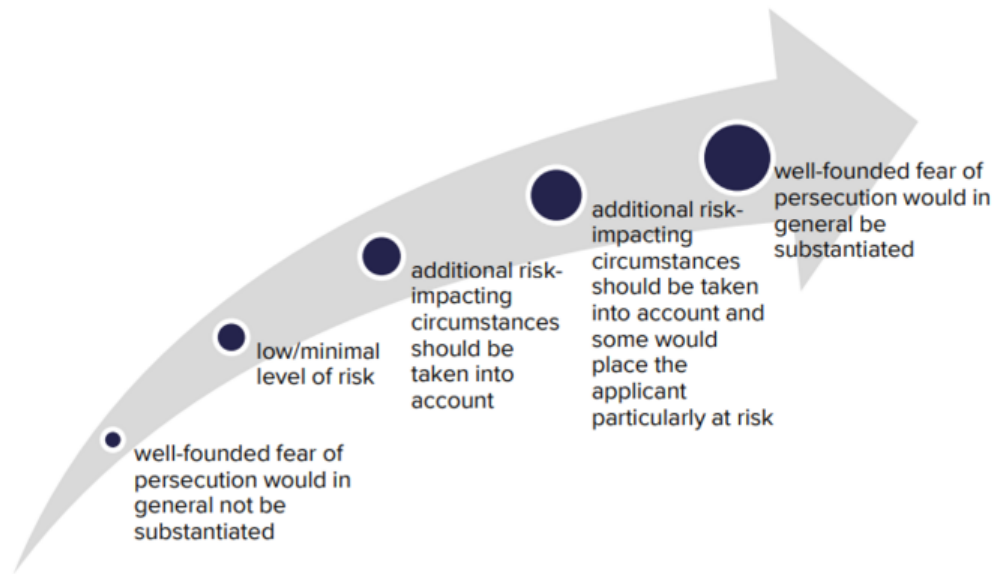 well-founded fear of
persecution would in
general not be
substantiated
low/minimal
level of risk
additional risk-
impacting
circumstances
should be
taken into
account
additional risk-
impacting
circumstances
should be taken
into account and
some would
place the
applicant
particularly at risk
well-founded fear of
persecution would in
general be
substantiated